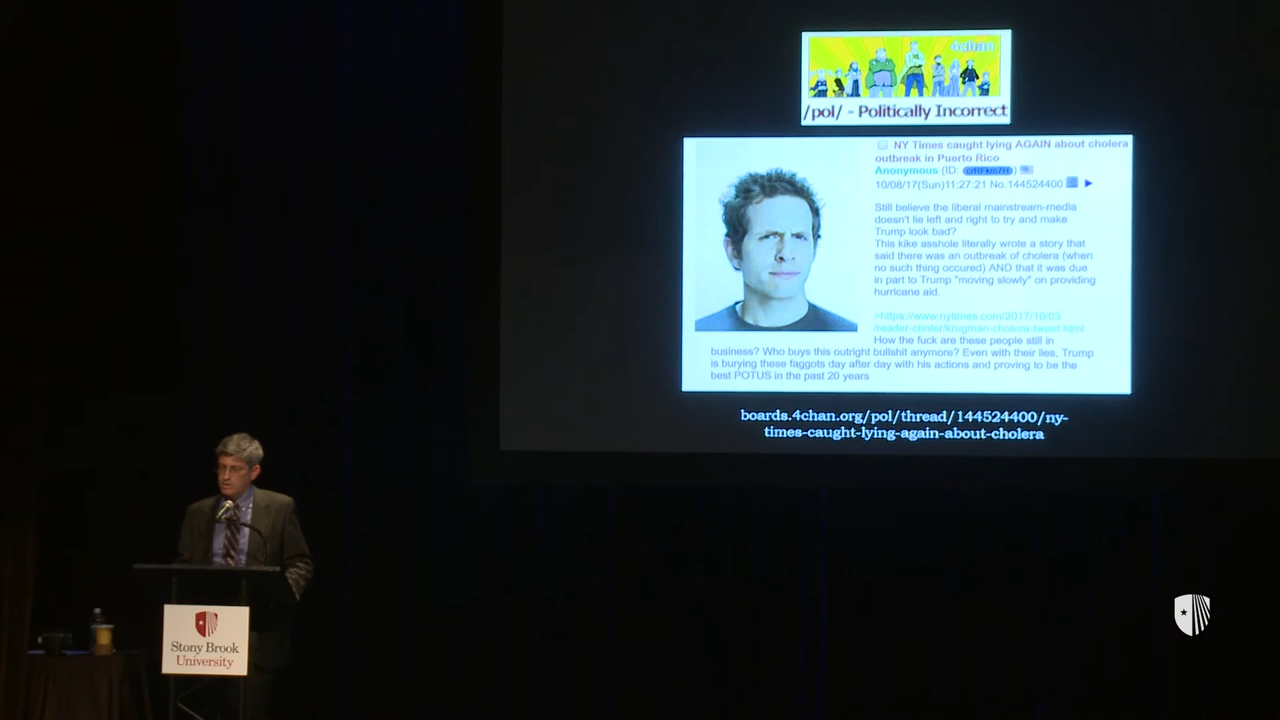 4chan
/pol/ - Politically Incorrect
NY Times caught lying AGAIN about cholera
outbreak in Puerto Rico
Anonymous (ID: )
10/08/17(Sun)11:27:21 No.144524400
Still believe the liberal mainstream-media
doesn't lie left and right to try and make
Trump look bad?
This kike asshole literally wrote a story that
said there was an outbreak of cholera (when
no such thing occured) AND that it was due
in part to Trump "moving slowly" on providing
hurricane aid.
>https://www.nytimes.com/2017/10/03
/reader-center/krugman-cholera-tweet.html
How the fuck are these people still in
business? Who buys this outright bullshit anymore? Even with their lies, Trump
is burying these faggots day after day with his actions and proving to be the
best POTUS in the past 20 years
boards.4chan.org/pol/thread/144524400/ny-
times-caught-lying-again-about-cholera
Stony Brook
University